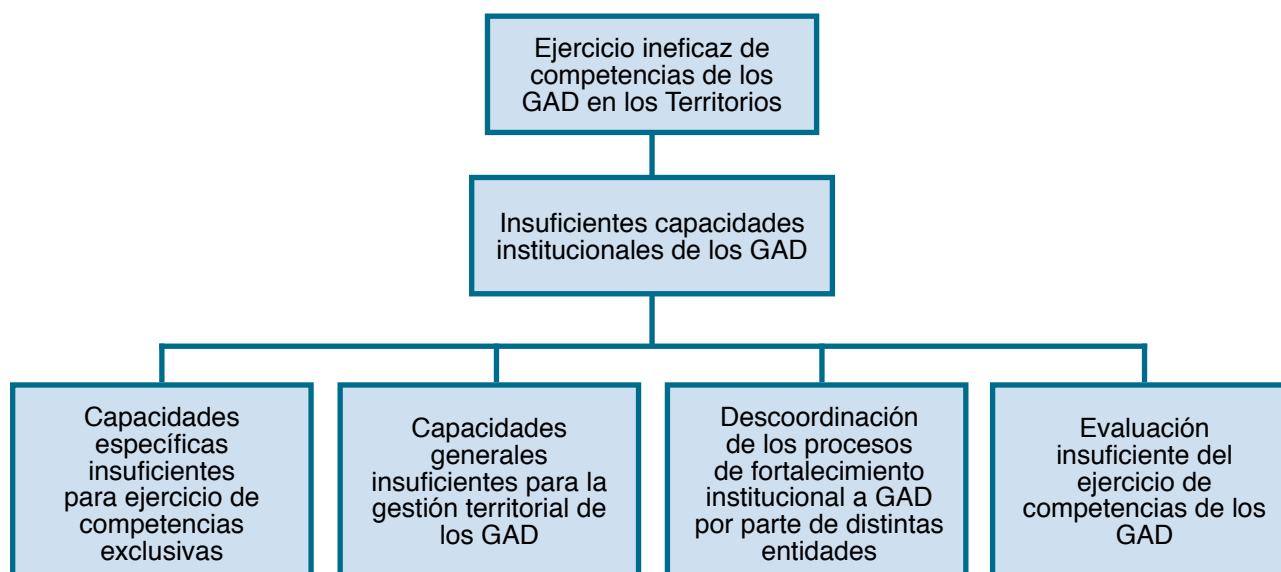 Ejercicio ineficaz de
competencias de los
GAD en los Territorios
Insuficientes capacidades
institucionales de los GAD
Capacidades
específicas
insuficientes
para ejercicio de
competencias
exclusivas
Capacidades
generales
insuficientes para la
gestión territorial de
los GAD
Descoordinación
de los procesos
de fortalecimiento
institucional a GAD
por parte de distintas
entidades
Evaluación
insuficiente del
ejercicio de
competencias de los
GAD